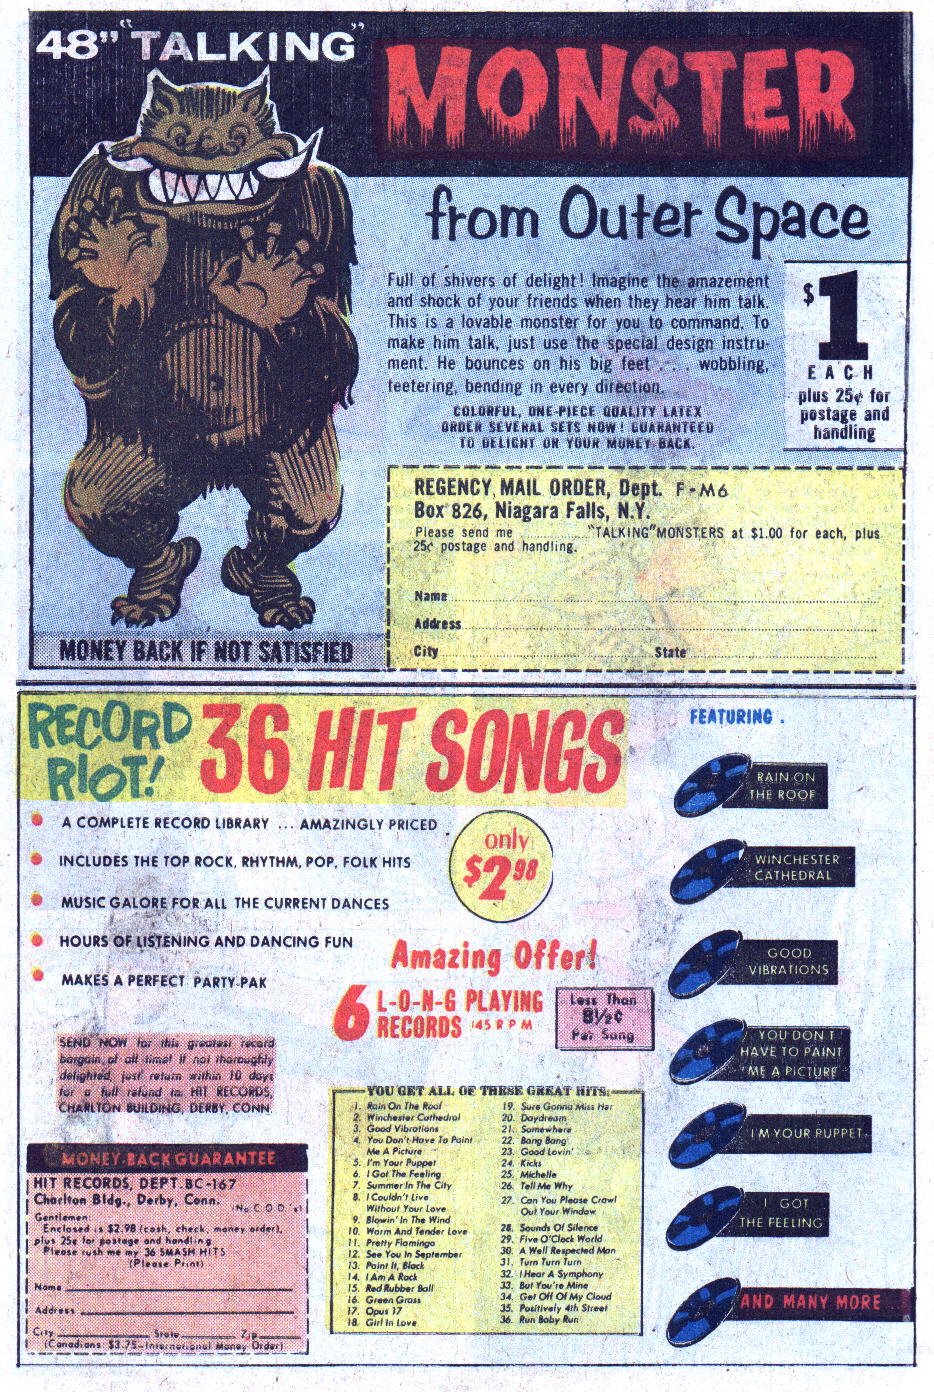 48" "TALKING"
MONSTER
from Outer Space
Full of shivers of delight! Imagine the amazement
and shock of your friends when they hear him talk.
This is a lovable monster for you to command. To
make him talk, just use the special design instru-
ment. He bounces on his big feet . . . wobbling,
teetering, bending in every direction.
COLORFUL, ONE-PIECE QUALITY LATEX
ORDER SEVERAL SETS NOW! GUARANTEED
TO DELIGHT OR YOUR MONEY BACK.
$1
EACH
plus 25¢ for
postage and
handling
REGENCY MAIL ORDER, Dept. F-M6
Box 826, Niagara Falls, N.Y.
Please send me .............. "TALKING" MONSTERS at $1.00 for each, plus
25¢ postage and handling.
Name
Address
City State
MONEY BACK IF NOT SATISFIED
RECORD
RIOT!
36 HIT SONGS
• A COMPLETE RECORD LIBRARY ... AMAZINGLY PRICED
• INCLUDES THE TOP ROCK, RHYTHM, POP, FOLK HITS
• MUSIC GALORE FOR ALL THE CURRENT DANCES
• HOURS OF LISTENING AND DANCING FUN
• MAKES A PERFECT PARTY-PAK
only
$2.98
Amazing Offer!
6 L-O-N-G PLAYING
RECORDS 45 RPM
Less Than
8½¢
Per Song
SEND NOW for this greatest record
bargain of all time! If not thoroughly
delighted, just return within 10 days
for a full refund to: HIT RECORDS,
CHARLTON BUILDING, DERBY, CONN.
MONEY-BACK GUARANTEE
HIT RECORDS, DEPT. BC-167
Charlton Bldg., Derby, Conn.
(No C.O.D.'s)
Gentlemen:
Enclosed is $2.98 (cash, check, money order),
plus 25¢ for postage and handling
Please rush me my 36 SMASH HITS
(Please Print)
Name
Address
City State Zip
(Canadians $3.75—International Money Order)
YOU GET ALL OF THESE GREAT HITS:
1. Rain On The Roof
2. Winchester Cathedral
3. Good Vibrations
4. You Don't Have To Paint
Me A Picture
5. I'm Your Puppet
6. I Got The Feeling
7. Summer In The City
8. I Couldn't Live
Without Your Love
9. Blowin' In The Wind
10. Warm And Tender Love
11. Pretty Flamingo
12. See You In September
13. Paint It, Black
14. I Am A Rock
15. Red Rubber Ball
16. Green Grass
17. Opus 17
18. Girl In Love
19. Sure Gonna Miss Her
20. Daydream
21. Somewhere
22. Bang Bang
23. Good Lovin'
24. Kicks
25. Michelle
26. Tell Me Why
27. Can You Please Crawl
Out Your Window
28. Sounds Of Silence
29. Five O'Clock World
30. A Well Respected Man
31. Turn Turn Turn
32. I Hear A Symphony
33. But You're Mine
34. Get Off Of My Cloud
35. Positively 4th Street
36. Run Baby Run
FEATURING .
RAIN ON
THE ROOF
WINCHESTER
CATHEDRAL
GOOD
VIBRATIONS
YOU DON'T
HAVE TO PAINT
ME A PICTURE
I'M YOUR PUPPET
I GOT
THE FEELING
AND MANY MORE